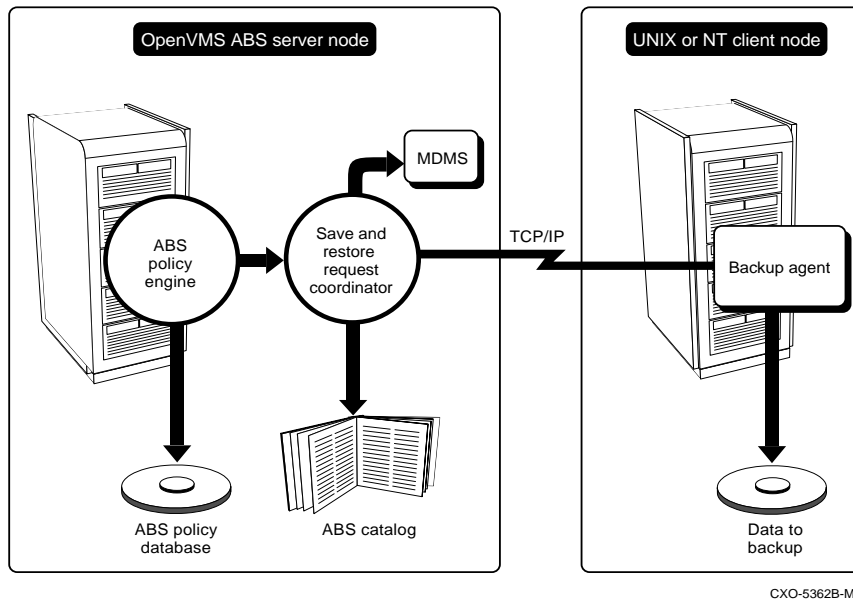 OpenVMS ABS server node
UNIX or NT client node
MDMS
ABS
policy
engine
Save and
restore
request
coordinator
TCP/IP
Backup agent
ABS policy
database
ABS catalog
Data to
backup
CXO-5362B-M